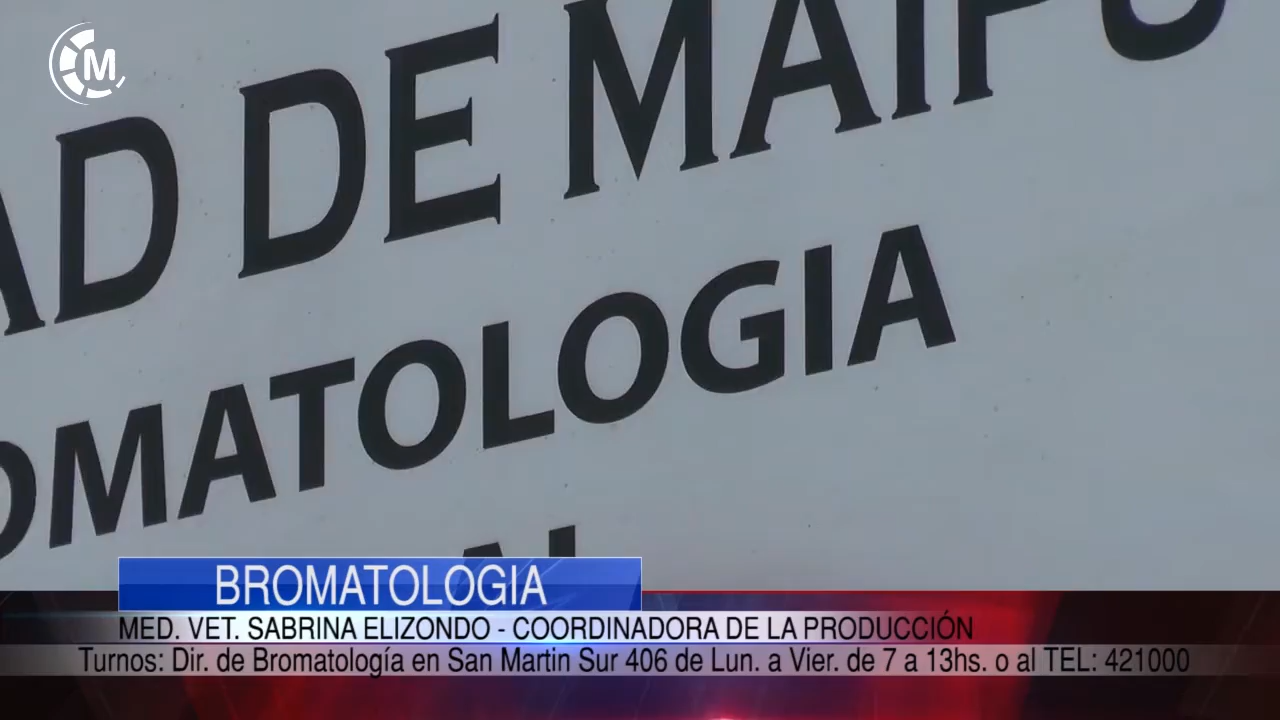 M
AD DE MAIPU
OMATOLOGIA
BROMATOLOGIA
MED. VET. SABRINA ELIZONDO - COORDINADORA DE LA PRODUCCIÓN
Turnos: Dir. de Bromatología en San Martin Sur 406 de Lun. a Vier. de 7 a 13hs. o al TEL: 421000